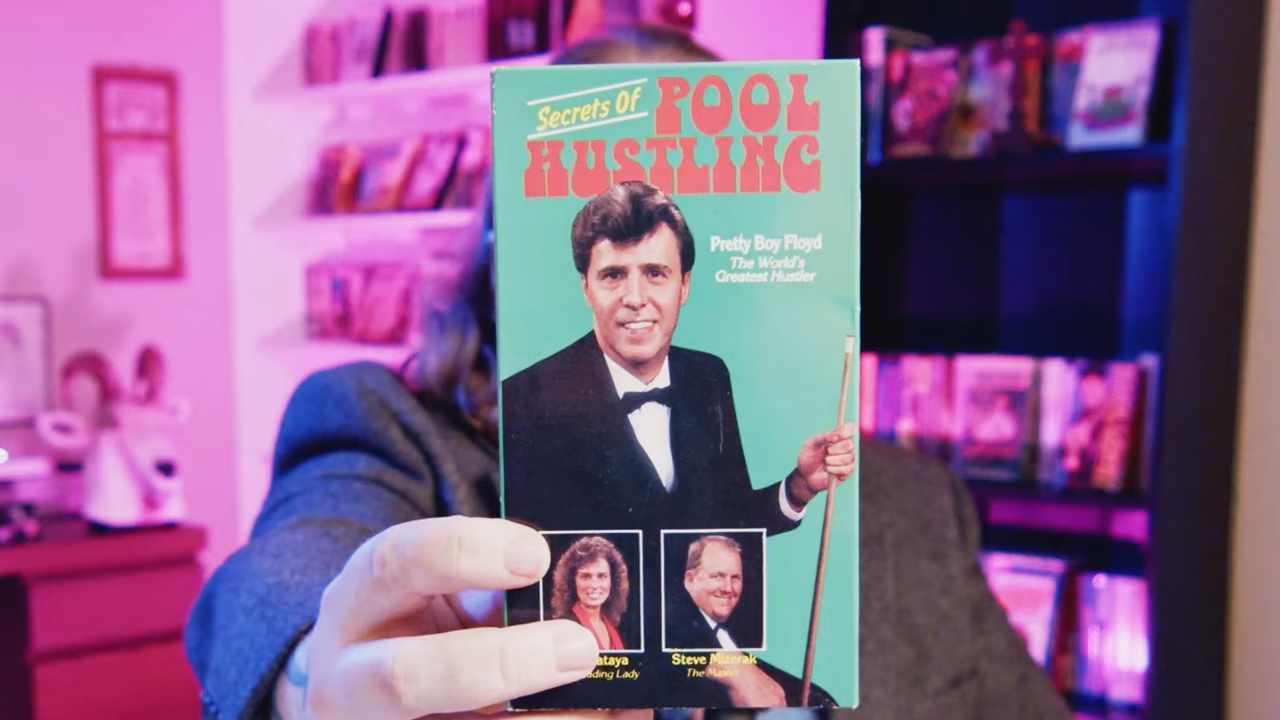 Secrets Of POOL
HUSTLING
Pretty Boy Floyd
The World's
Greatest Hustler
Steve Mizerak
The Master